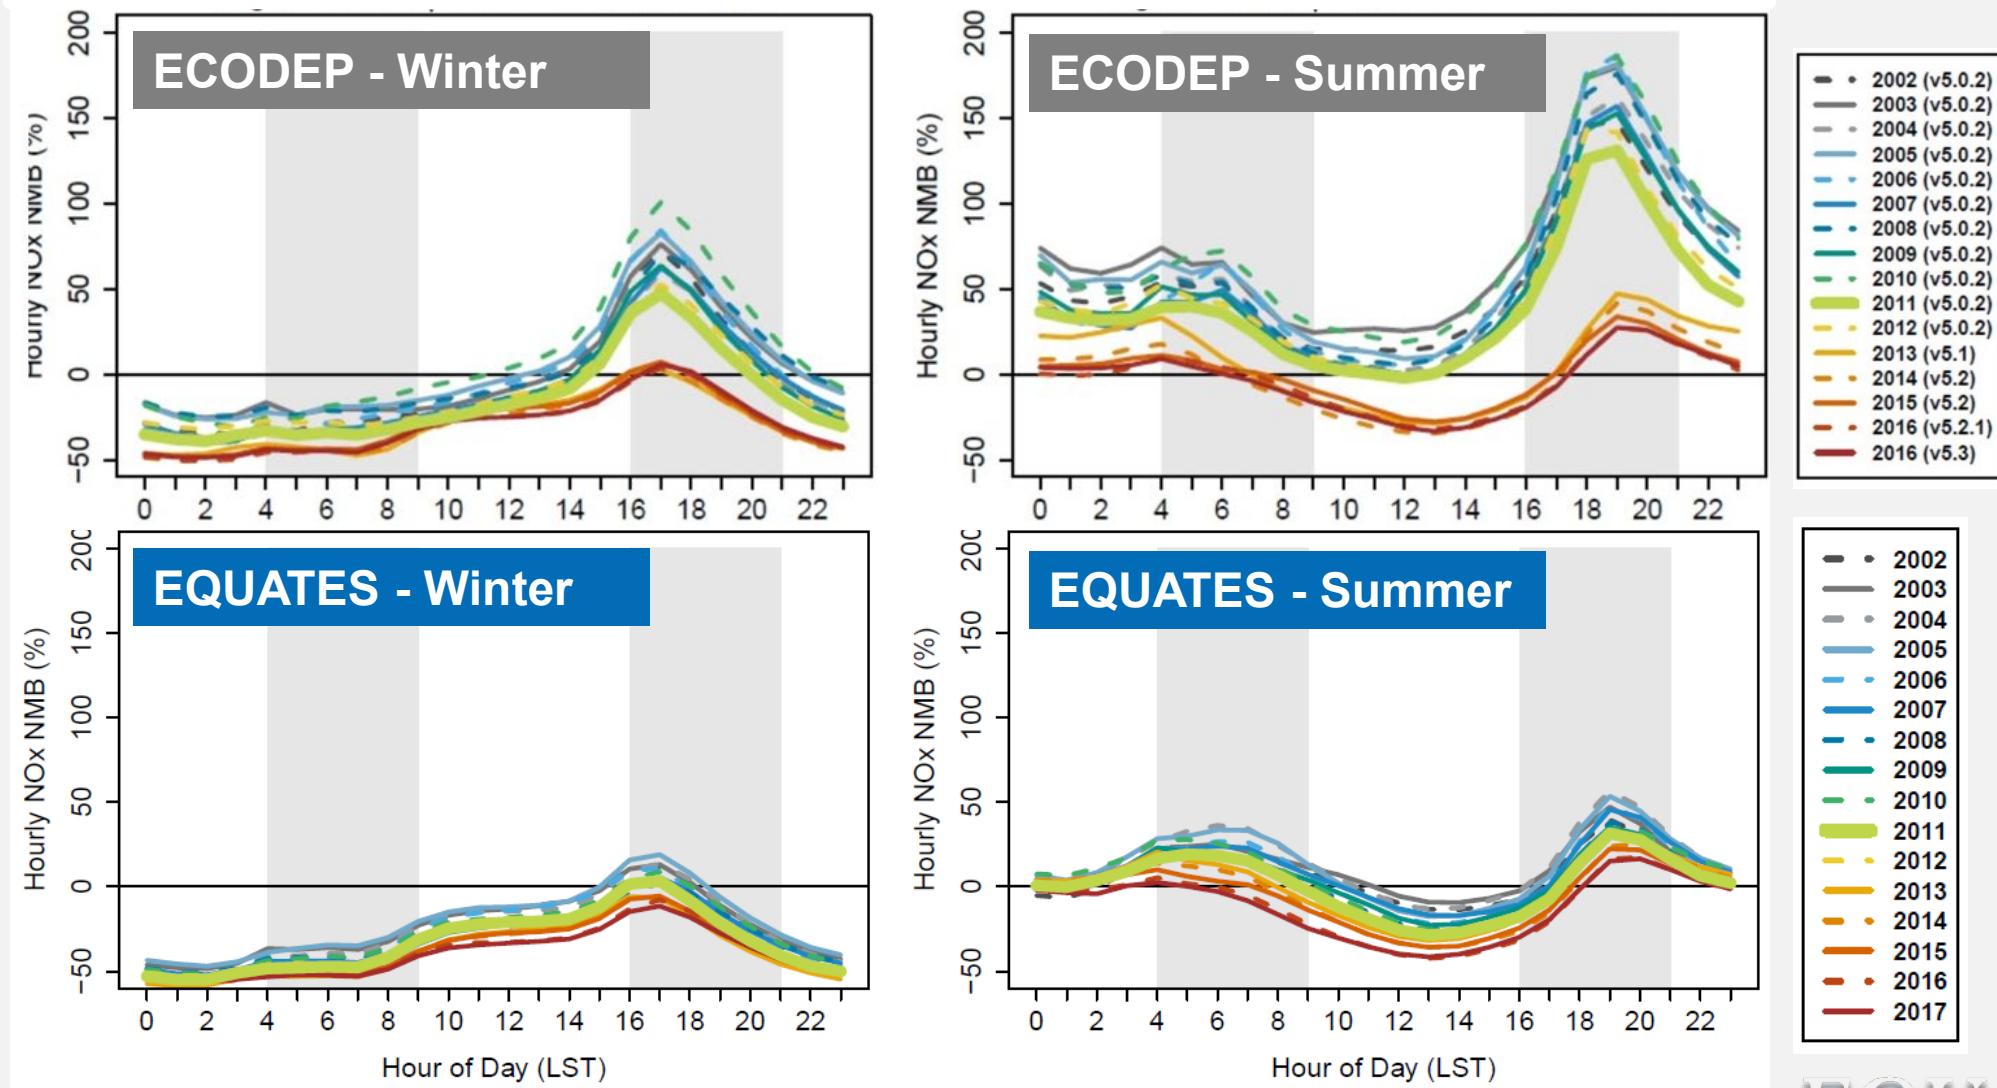 ECODEP - Winter
Hourly NOx NMB (%)
200
150
100
50
0
−50
0 2 4 6 8 10 12 14 16 18 20 22
ECODEP - Summer
Hourly NOx NMB (%)
200
150
100
50
0
−50
0 2 4 6 8 10 12 14 16 18 20 22
2002 (v5.0.2)
2003 (v5.0.2)
2004 (v5.0.2)
2005 (v5.0.2)
2006 (v5.0.2)
2007 (v5.0.2)
2008 (v5.0.2)
2009 (v5.0.2)
2010 (v5.0.2)
2011 (v5.0.2)
2012 (v5.0.2)
2013 (v5.1)
2014 (v5.2)
2015 (v5.2)
2016 (v5.2.1)
2016 (v5.3)
EQUATES - Winter
Hourly NOx NMB (%)
200
150
100
50
0
−50
0 2 4 6 8 10 12 14 16 18 20 22
Hour of Day (LST)
EQUATES - Summer
Hourly NOx NMB (%)
200
150
100
50
0
−50
0 2 4 6 8 10 12 14 16 18 20 22
Hour of Day (LST)
2002
2003
2004
2005
2006
2007
2008
2009
2010
2011
2012
2013
2014
2015
2016
2017